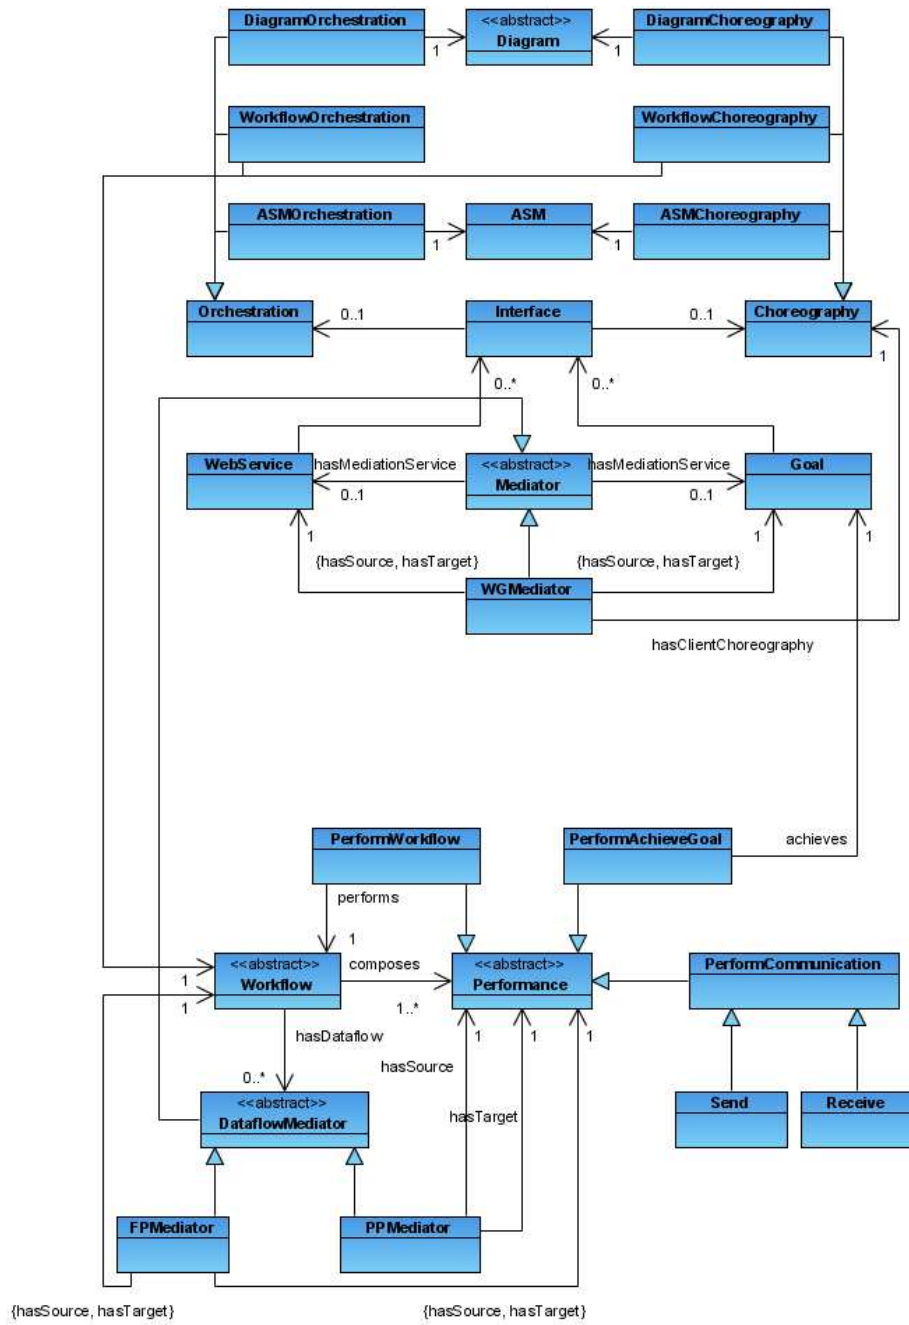 DiagramOrchestration
<<abstract>>
Diagram
DiagramChoreography
1
1
WorkflowOrchestration
WorkflowChoreography
ASMOrchestration
ASM
ASMChoreography
1
1
Orchestration
0..1
Interface
0..1
Choreography
1
0..*
0..*
WebService
hasMediationService
<<abstract>>
Mediator
hasMediationService
Goal
0..1
0..1
1
1
1
{hasSource, hasTarget}
{hasSource, hasTarget}
WGMediator
hasClientChoreography
PerformWorkflow
PerformAchieveGoal
achieves
performs
1
<<abstract>>
Workflow
composes
<<abstract>>
Performance
PerformCommunication
1
1
1..*
hasDataflow
1
1
1
hasSource
0..*
<<abstract>>
DataflowMediator
hasTarget
Send
Receive
FPMediator
PPMediator
{hasSource, hasTarget}
{hasSource, hasTarget}